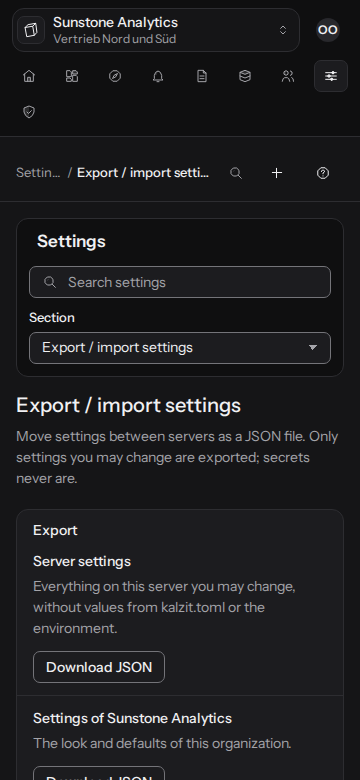 Sunstone Analytics
Vertrieb Nord und Süd
OO
Settin... / Export / import setti...
Settings
Search settings
Section
Export / import settings
Export / import settings
Move settings between servers as a JSON file. Only
settings you may change are exported; secrets
never are.
Export
Server settings
Everything on this server you may change,
without values from kalzit.toml or the
environment.
Download JSON
Settings of Sunstone Analytics
The look and defaults of this organization.
Download JSON